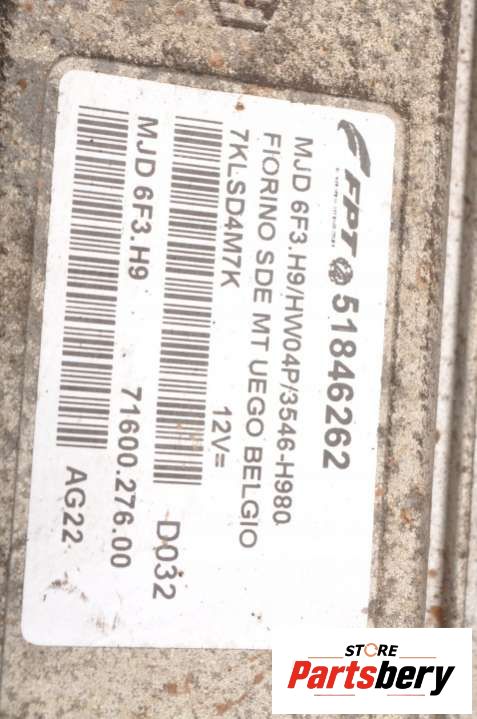 FPT 51846262
MJD 6F3.H9/HW04P/3546-H980
FIORINO SDE MT UEGO BELGIO
7KLSD4M7K 12V=
D032
MJD 6F3.H9 71600.276.00
AG22
STORE
Partsbery